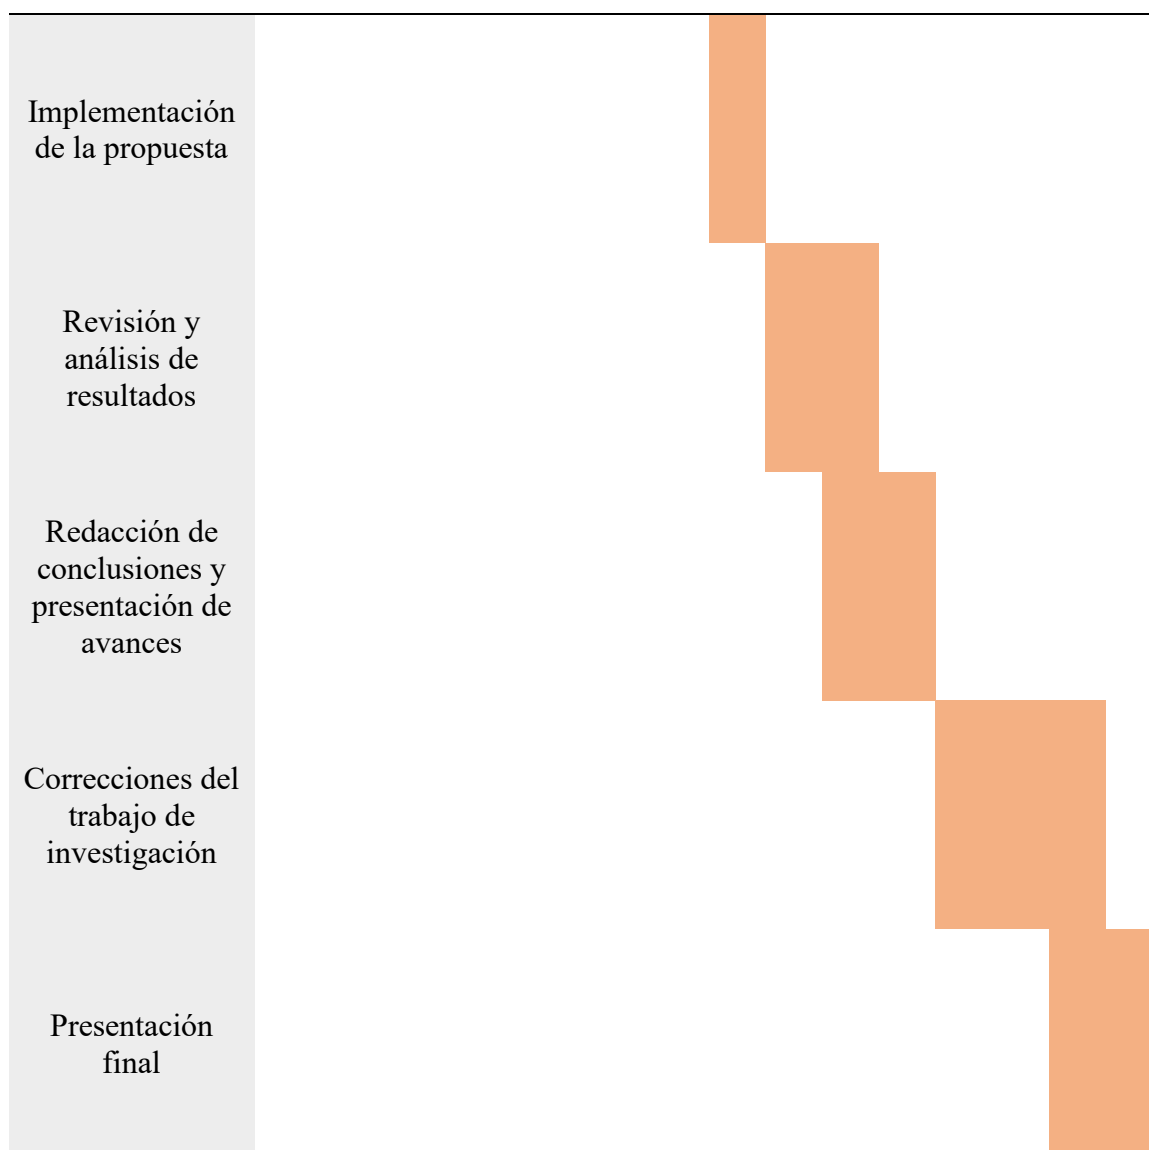 Implementación
de la propuesta
Revisión y
análisis de
resultados
Redacción de
conclusiones y
presentación de
avances
Correcciones del
trabajo de
investigación
Presentación
final